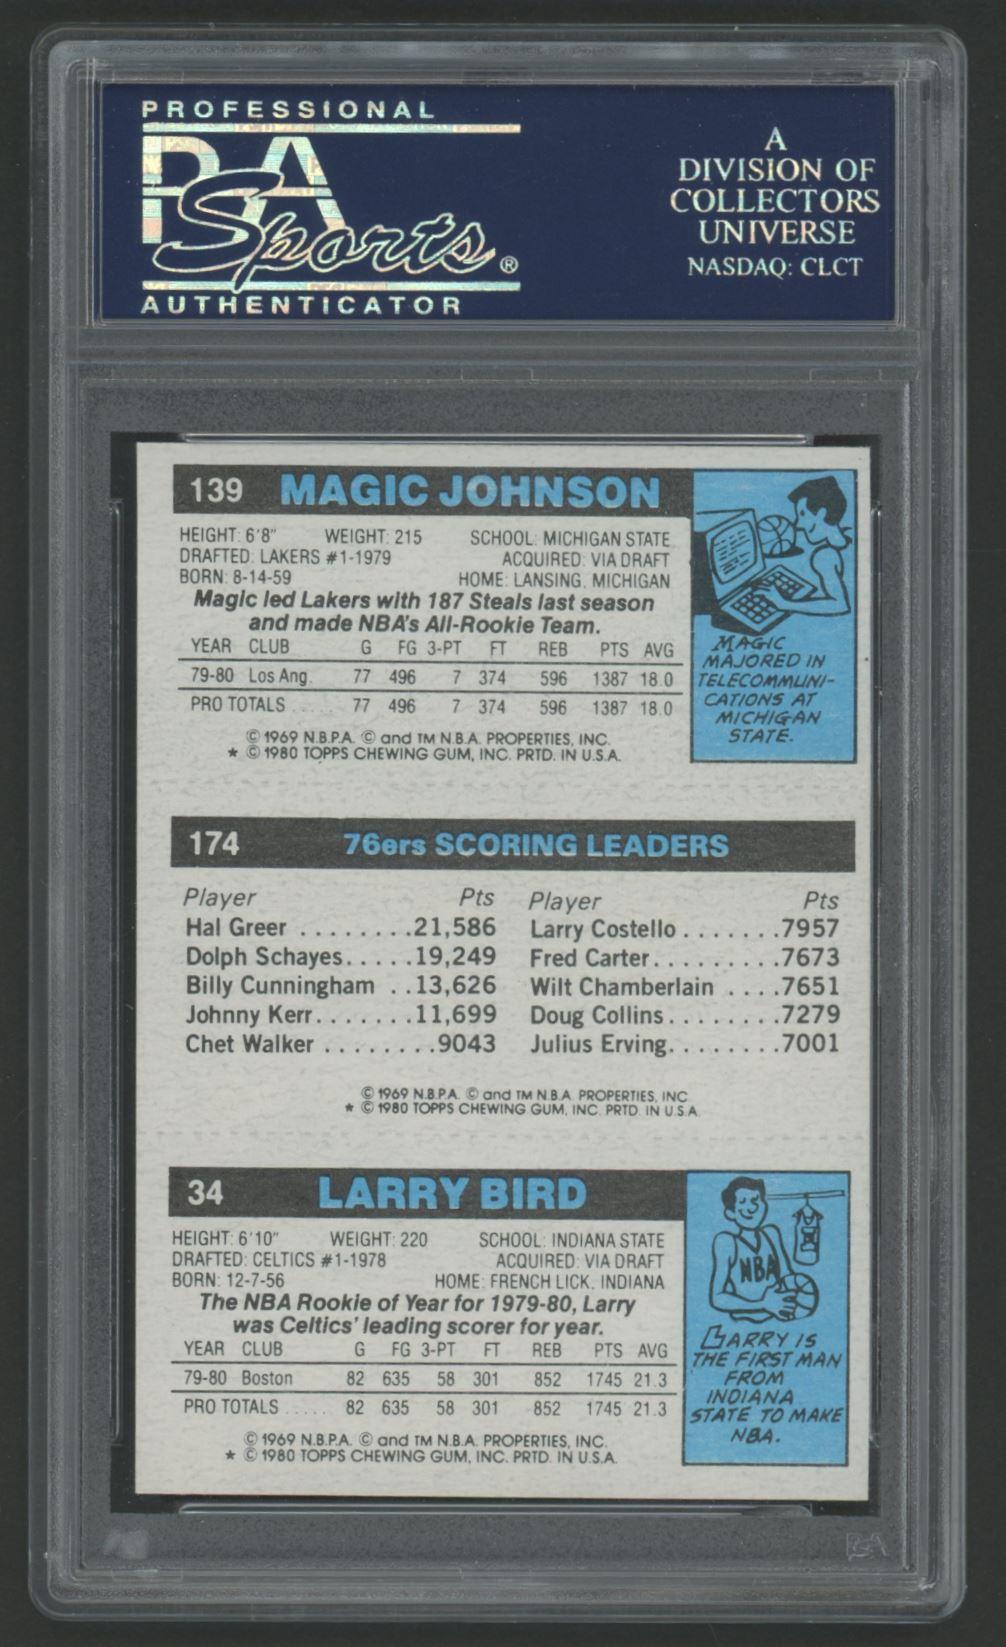 PROFESSIONAL
PSA
Sports®
AUTHENTICATOR
A
DIVISION OF
COLLECTORS
UNIVERSE
NASDAQ: CLCT
139 MAGIC JOHNSON
HEIGHT: 6'8" WEIGHT: 215 SCHOOL: MICHIGAN STATE
DRAFTED: LAKERS #1-1979 ACQUIRED: VIA DRAFT
BORN: 8-14-59 HOME: LANSING, MICHIGAN
Magic led Lakers with 187 Steals last season
and made NBA's All-Rookie Team.
YEAR CLUB G FG 3-PT FT REB PTS AVG
79-80 Los Ang. 77 496 7 374 596 1387 18.0
PRO TOTALS ..... 77 496 7 374 596 1387 18.0
© 1969 N.B.P.A. © and TM N.B.A. PROPERTIES, INC.
★ © 1980 TOPPS CHEWING GUM, INC. PRTD. IN U.S.A.
MAGIC
MAJORED IN
TELECOMMUNI-
CATIONS AT
MICHIGAN
STATE.
174 76ers SCORING LEADERS
Player Pts Player Pts
Hal Greer ........21,586 Larry Costello .......7957
Dolph Schayes.....19,249 Fred Carter.........7673
Billy Cunningham ..13,626 Wilt Chamberlain ....7651
Johnny Kerr.......11,699 Doug Collins........7279
Chet Walker ........9043 Julius Erving........7001
© 1969 N.B.P.A. © and TM N.B.A. PROPERTIES, INC
★ © 1980 TOPPS CHEWING GUM, INC. PRTD. IN U.S.A.
34 LARRY BIRD
HEIGHT: 6'10" WEIGHT: 220 SCHOOL: INDIANA STATE
DRAFTED: CELTICS #1-1978 ACQUIRED: VIA DRAFT
BORN: 12-7-56 HOME: FRENCH LICK, INDIANA
The NBA Rookie of Year for 1979-80, Larry
was Celtics' leading scorer for year.
YEAR CLUB G FG 3-PT FT REB PTS AVG
79-80 Boston 82 635 58 301 852 1745 21.3
PRO TOTALS ..... 82 635 58 301 852 1745 21.3
© 1969 N.B.P.A. © and TM N.B.A. PROPERTIES, INC.
★ © 1980 TOPPS CHEWING GUM, INC. PRTD. IN U.S.A.
NBA
LARRY IS
THE FIRST MAN
FROM
INDIANA
STATE TO MAKE
NBA.
PSA